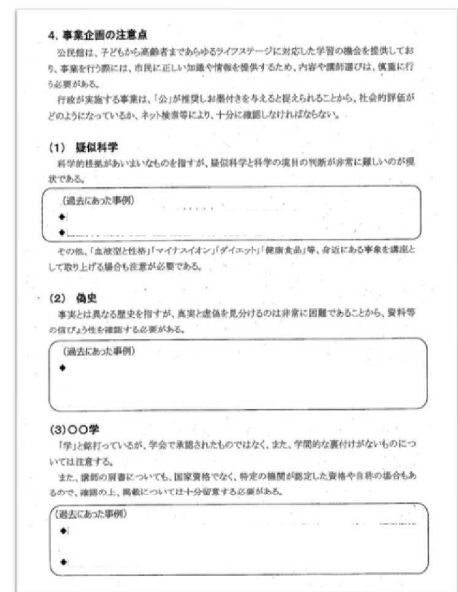 4. 事業企画の注意点
公民館は、子どもから高齢者まであらゆるライフステージに対応した学習の機会を提供してお
り、事業を行う際には、市民に正しい知識や情報を提供するため、内容や講師選びは、慎重に行
う必要がある。
行政が実施する事業は、「公」が推奨しお墨付きを与えると捉えられることから、社会的評価が
どのようになっているか、ネット検索等により、十分に確認しなければならない。
(1) 疑似科学
科学的根拠があいまいなものを指すが、疑似科学と科学の境目の判断が非常に難しいのが現
状である。
(過去にあった事例)
◆
◆
その他、「血液型と性格」「マイナスイオン」「ダイエット」「健康食品」等、身近にある事象を講座と
して取り上げる場合も注意が必要である。
(2) 偽史
事実とは異なる歴史を指すが、真実と虚偽を見分けるのは非常に困難であることから、資料等
の信ぴょう性を確認する必要がある。
(過去にあった事例)
◆
(3)○○学
「学」と銘打っているが、学会で承認されたものではなく、また、学問的な裏付けがないものにつ
いては注意する。
また、講師の肩書についても、国家資格でなく、特定の機関が認定した資格や自称の場合もあ
るので、確認の上、掲載については十分留意する必要がある。
(過去にあった事例)
◆
◆